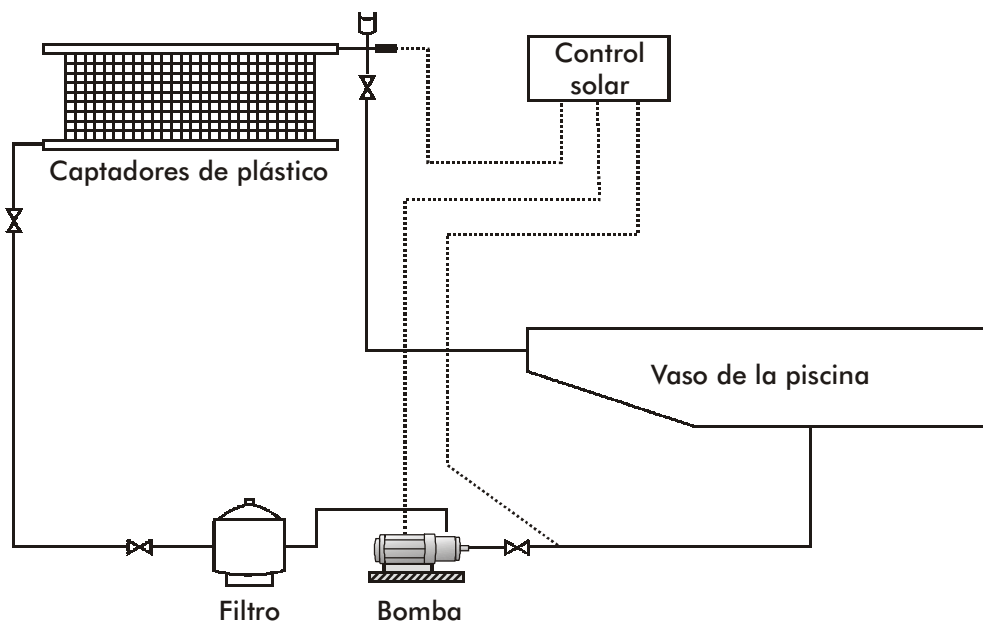 Control
solar
Captadores de plástico
Vaso de la piscina
Filtro
Bomba